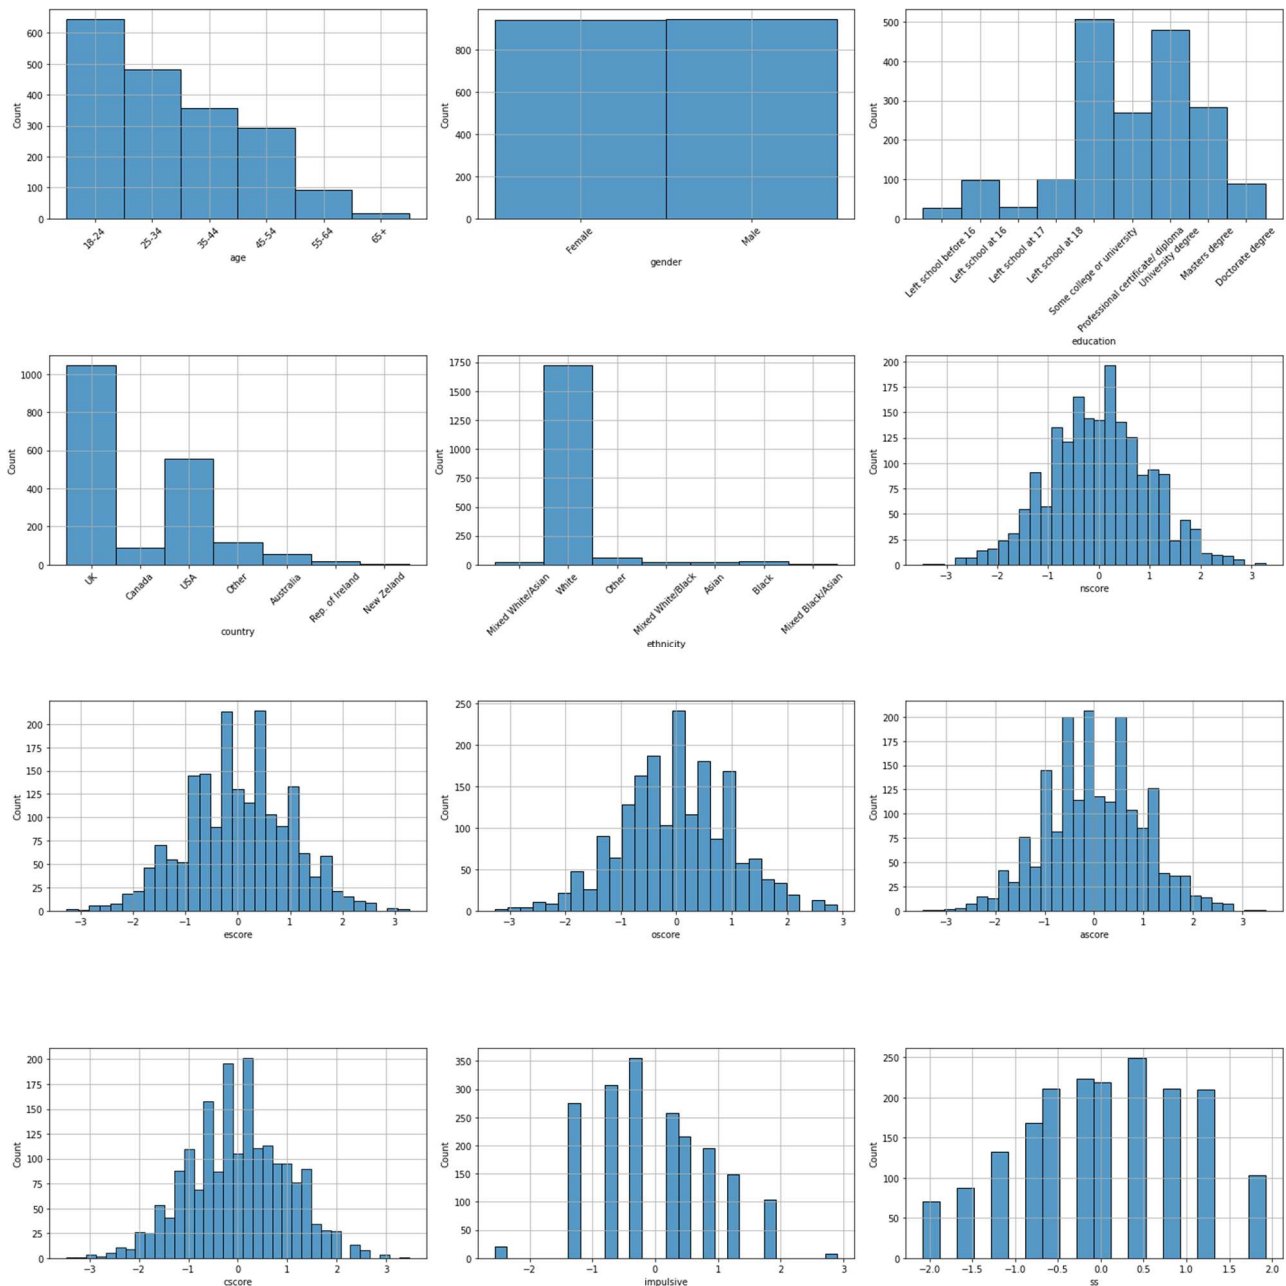 600
500
400
300
200
100
0
Count
18-24
25-34
35-44
45-54
55-64
65+
age
800
600
400
200
0
Count
Female
Male
gender
500
400
300
200
100
0
Count
Left school before 16
Left school at 16
Left school at 17
Left school at 18
Some college or university
Professional certificate/ diploma
University degree
Masters degree
Doctorate degree
education
1000
800
600
400
200
0
Count
UK
Canada
USA
Other
Australia
Rep. of Ireland
New Zeland
country
1750
1500
1250
1000
750
500
250
0
Count
Mixed White/Asian
White
Other
Mixed White/Black
Asian
Black
Mixed Black/Asian
ethnicity
200
175
150
125
100
75
50
25
0
Count
−3 −2 −1 0 1 2 3
nscore
200
175
150
125
100
75
50
25
0
Count
−3 −2 −1 0 1 2 3
escore
250
200
150
100
50
0
Count
−3 −2 −1 0 1 2 3
oscore
200
175
150
125
100
75
50
25
0
Count
−3 −2 −1 0 1 2 3
ascore
200
175
150
125
100
75
50
25
0
Count
−3 −2 −1 0 1 2 3
cscore
350
300
250
200
150
100
50
0
Count
−2 −1 0 1 2 3
impulsive
250
200
150
100
50
0
Count
−2.0 −1.5 −1.0 −0.5 0.0 0.5 1.0 1.5 2.0
ss